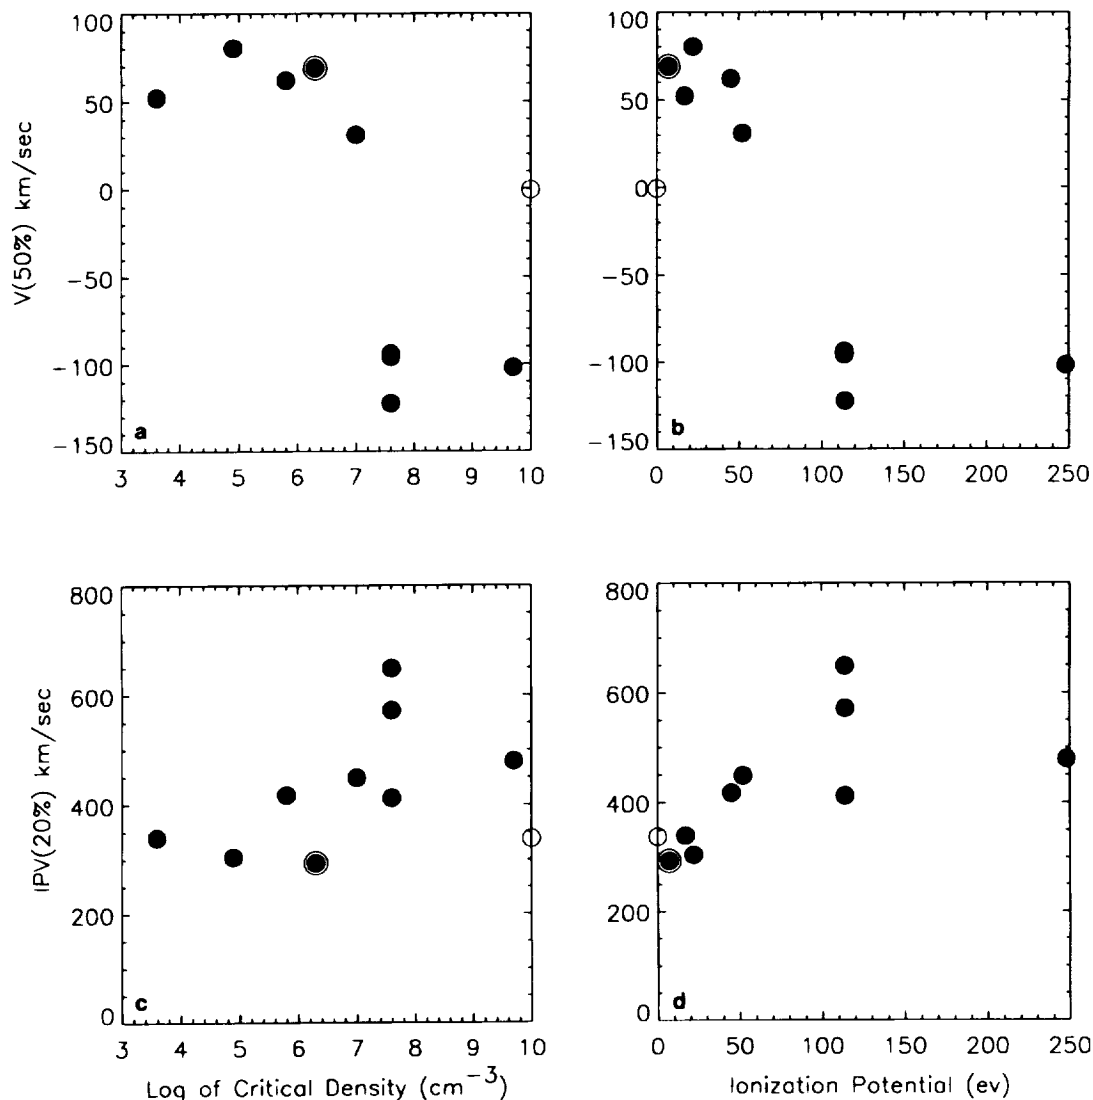 100
50
0
−50
−100
−150
V(50%) km/sec
a
3 4 5 6 7 8 9 10
100
50
0
−50
−100
−150
b
0 50 100 150 200 250
800
600
400
200
0
IPV(20%) km/sec
c
3 4 5 6 7 8 9 10
Log of Critical Density (cm⁻³)
800
600
400
200
0
d
0 50 100 150 200 250
Ionization Potential (ev)